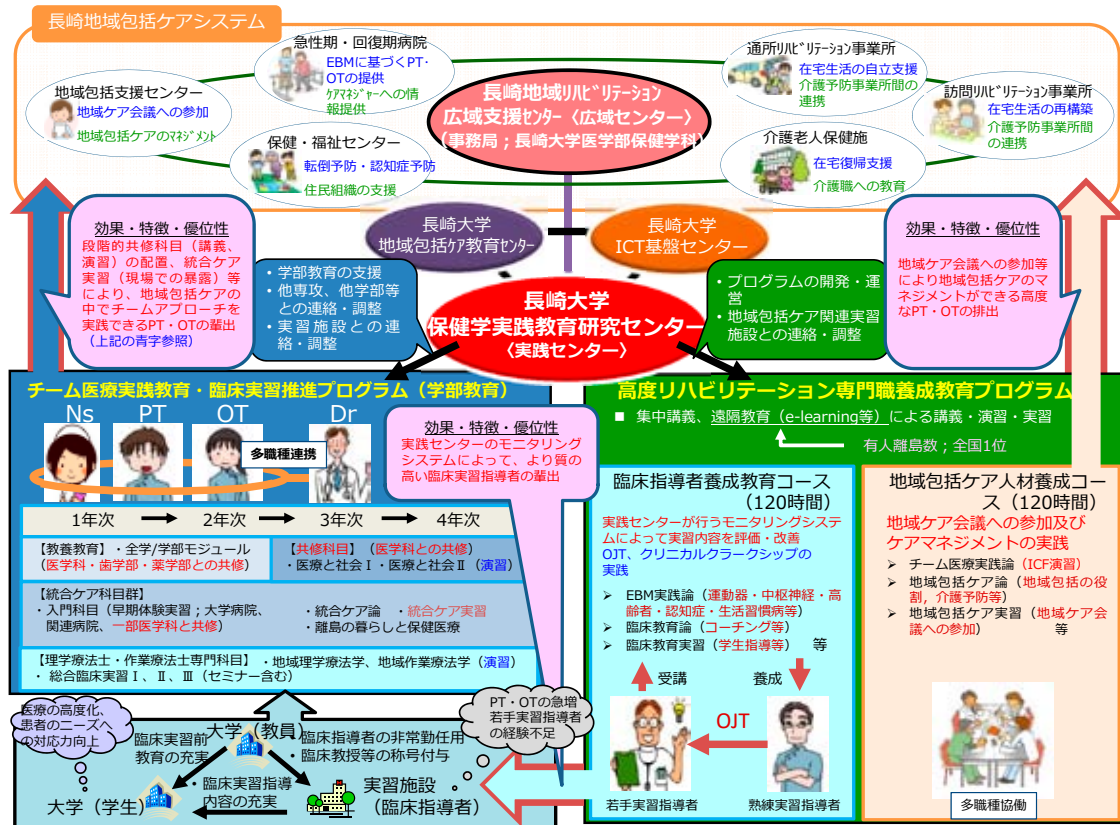 長崎地域包括ケアシステム
急性期・回復期病院
EBMに基づくPT・
OTの提供
ｹｱﾏﾈｼﾞｬｰへの情
報提供
地域包括支援センター
地域ケア会議への参加
地域包括ケアのﾏﾈｼﾞﾒﾝﾄ
保健・福祉センター
転倒予防・認知症予防
住民組織の支援
長崎地域ﾘﾊﾋﾞﾘﾃｰｼｮﾝ
広域支援ｾﾝﾀｰ〈広域センター〉
（事務局；長崎大学医学部保健学科）
通所ﾘﾊﾋﾞﾘﾃｰｼｮﾝ事業所
在宅生活の自立支援
介護予防事業所間の
連携
訪問ﾘﾊﾋﾞﾘﾃｰｼｮﾝ事業所
在宅生活の再構築
介護予防事業所間
の連携
介護老人保健施
在宅復帰支援
介護職への教育
長崎大学
地域包括ケア教育ｾﾝﾀｰ
長崎大学
ICT基盤センター
長崎大学
保健学実践教育研究センター
〈実践センター〉
効果・特徴・優位性
段階的共修科目（講義、
演習）の配置、統合ケア
実習（現場での暴露）等
により、地域包括ケアの
中でチームアプローチを
実践できるPT・OTの輩出
（上記の青字参照）
・学部教育の支援
・他専攻、他学部等
との連絡・調整
・実習施設との連
絡・調整
・プログラムの開発・運
営
・地域包括ケア関連実習
施設との連絡・調整
効果・特徴・優位性
地域ケア会議への参加等
により地域包括ケアのマ
ネジメントができる高度
なPT・OTの排出
チーム医療実践教育・臨床実習推進プログラム（学部教育）
Ns PT OT Dr
多職種連携
1年次 2年次 3年次 4年次
【教養教育】・全学/学部モジュール
（医学科・歯学部・薬学部との共修）
【共修科目】（医学科との共修）
・医療と社会Ⅰ・医療と社会Ⅱ（演習）
【統合ケア科目群】
・入門科目（早期体験実習；大学病院、
関連病院、一部医学科と共修）
・統合ケア論 ・統合ケア実習
・離島の暮らしと保健医療
【理学療法士・作業療法士専門科目】・地域理学療法学、地域作業療法学（演習）
・ 総合臨床実習Ⅰ、Ⅱ、Ⅲ（セミナー含む）
効果・特徴・優位性
実践センターのモニタリング
システムによって、より質の
高い臨床実習指導者の輩出
高度リハビリテーション専門職養成教育プログラム
■ 集中講義、遠隔教育（e-learning等）による講義・演習・実習
有人離島数；全国1位
臨床指導者養成教育コース
（120時間）
実践センターが行うモニタリングシステ
ムによって実習内容を評価・改善
OJT、クリニカルクラークシップの
実践
➢ EBM実践論（運動器・中枢神経・高
齢者・認知症・生活習慣病等）
➢ 臨床教育論（コーチング等）
➢ 臨床教育実習（学生指導等） 等
受講
養成
OJT
若手実習指導者
熟練実習指導者
地域包括ケア人材養成コー
ス（120時間）
地域ケア会議への参加及び
ケアマネジメントの実践
➢ チーム医療実践論（ICF演習）
➢ 地域包括ケア論（地域包括の役
割，介護予防等）
➢ 地域包括ケア実習（地域ケア会
議への参加） 等
多職種協働
医療の高度化、
患者のニーズへ
の対応力向上
PT・OTの急増
若手実習指導者
の経験不足
大学（教員）
臨床実習前
教育の充実
・臨床指導者の非常勤任用
・臨床教授等の称号付与
・臨床実習指導
内容の充実
大学（学生）
実習施設
（臨床指導者）